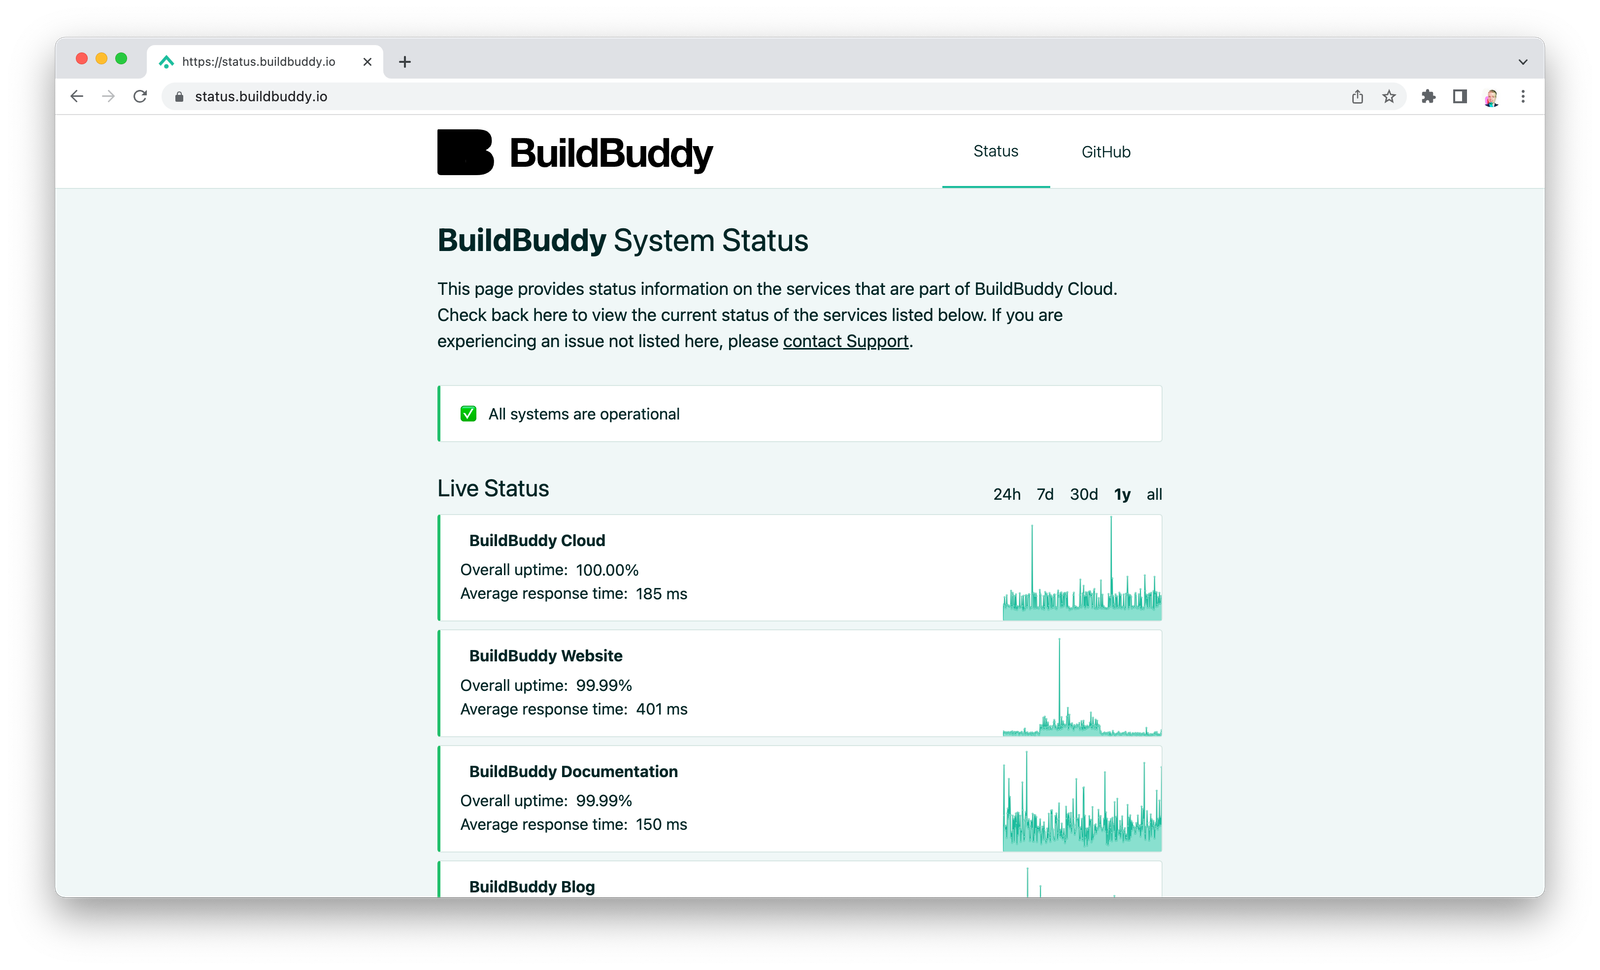 https://status.buildbuddy.io
status.buildbuddy.io
BuildBuddy
Status
GitHub
BuildBuddy System Status
This page provides status information on the services that are part of BuildBuddy Cloud.
Check back here to view the current status of the services listed below. If you are
experiencing an issue not listed here, please contact Support.
All systems are operational
Live Status
24h 7d 30d 1y all
BuildBuddy Cloud
Overall uptime: 100.00%
Average response time: 185 ms
BuildBuddy Website
Overall uptime: 99.99%
Average response time: 401 ms
BuildBuddy Documentation
Overall uptime: 99.99%
Average response time: 150 ms
BuildBuddy Blog